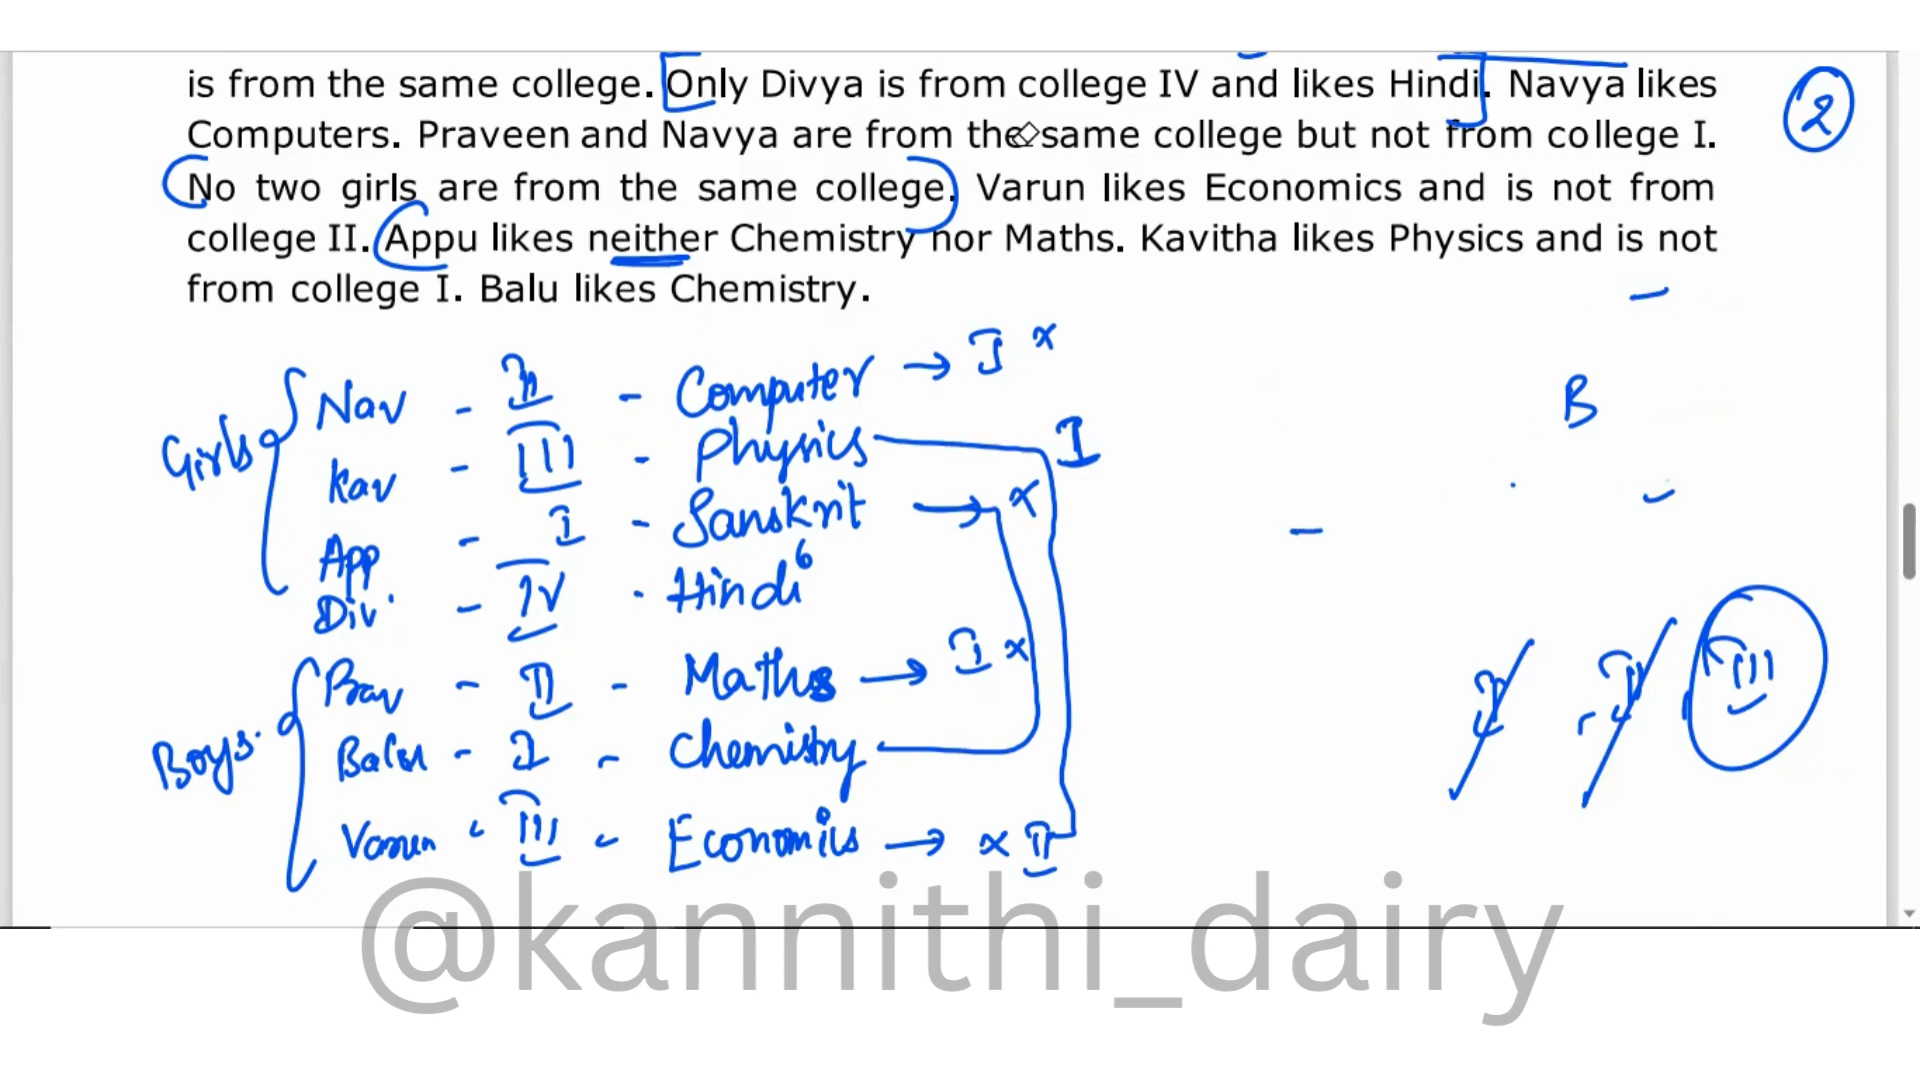 is from the same college. Only Divya is from college IV and likes Hindi. Navya likes
Computers. Praveen and Navya are from the same college but not from college I.
No two girls are from the same college. Varun likes Economics and is not from
college II. Appu likes neither Chemistry nor Maths. Kavitha likes Physics and is not
from college I. Balu likes Chemistry.
2
Girls
Nav - II - Computer → I x
Kav - III - Physics I
App - I - Sanskrit → x
Div - IV - Hindi
Boys
Prav - II - Maths → I x
Balu - I - Chemistry
Varun - III - Economics → x II
B
I II III
@kannithi_dairy